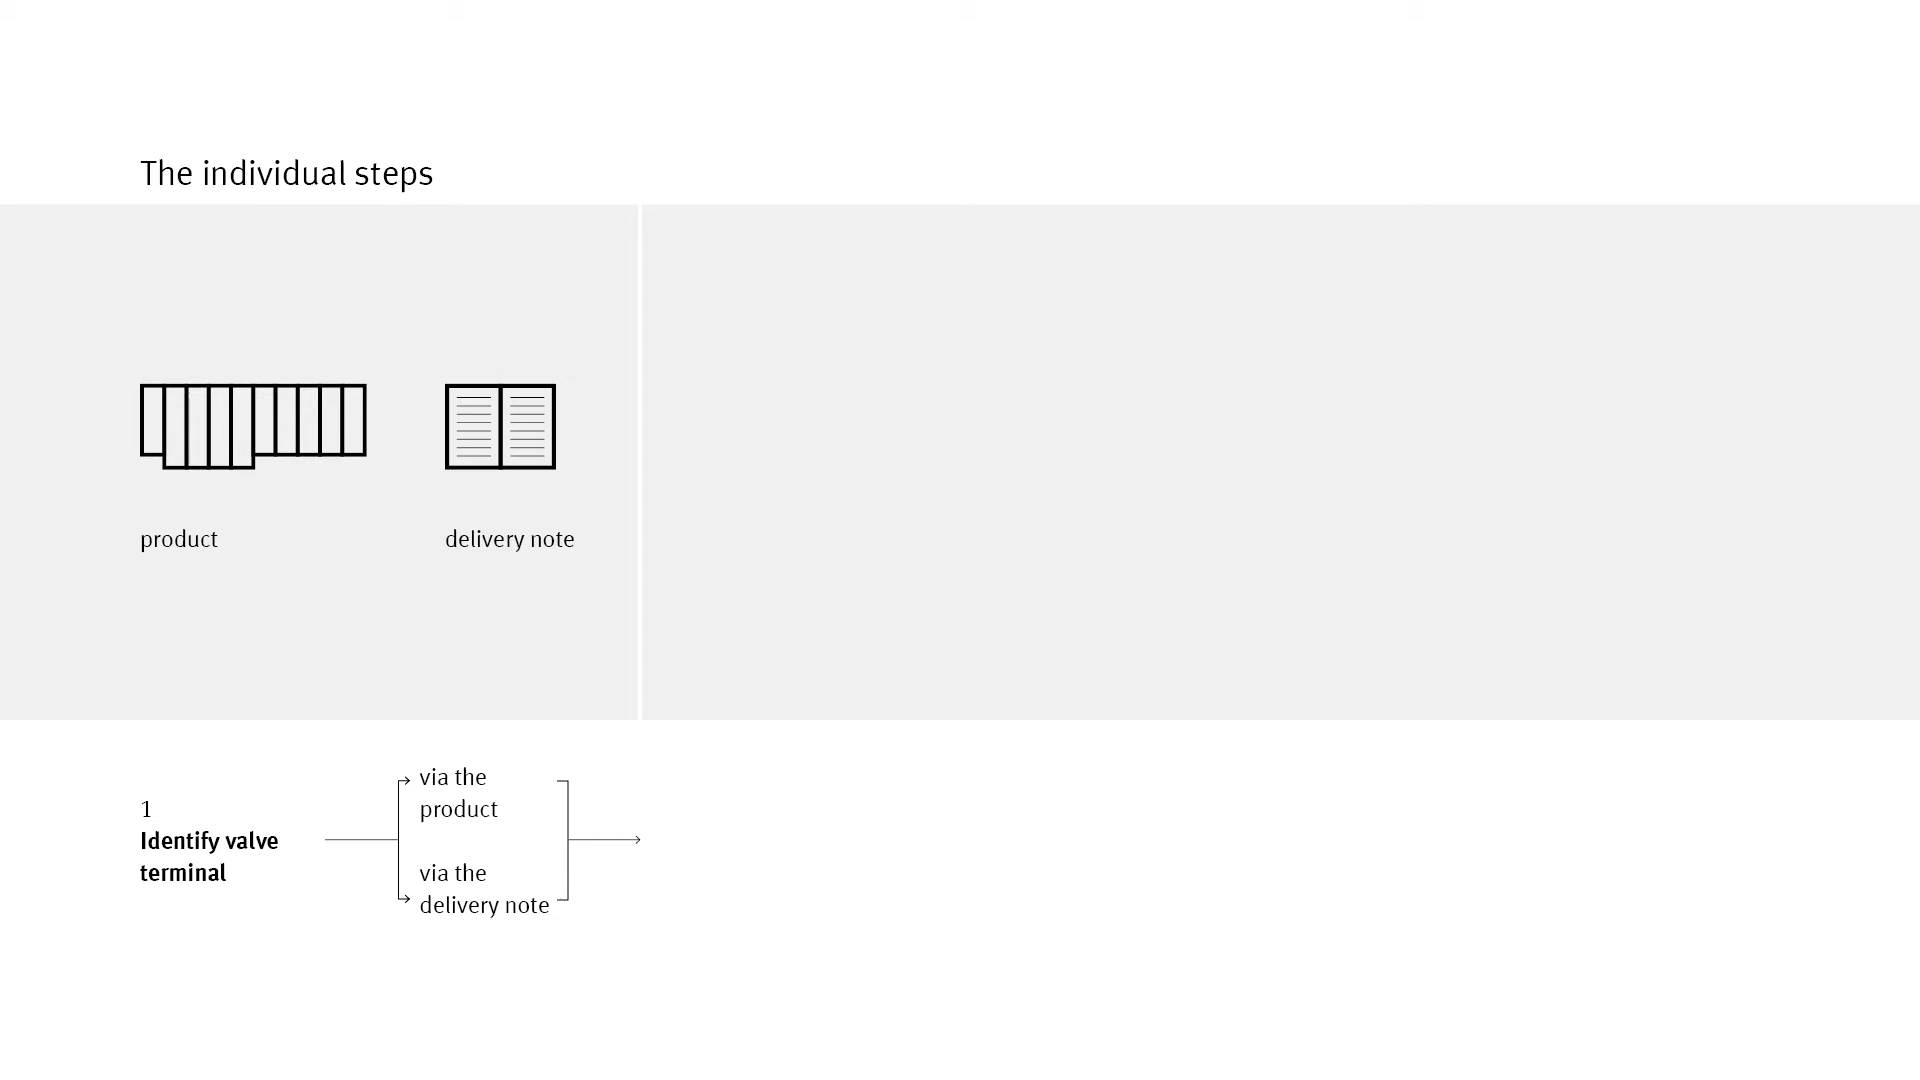 The individual steps
product
delivery note
1
Identify valve
terminal
via the
product
via the
delivery note